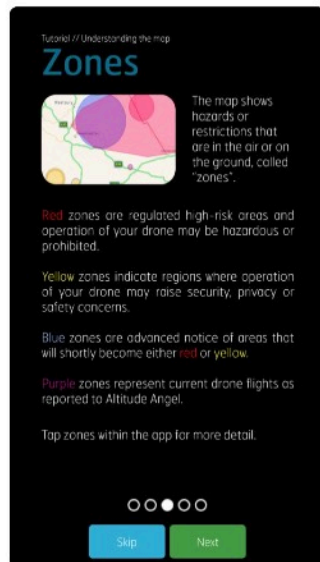 Tutorial // Understanding the map
Zones
The map shows
hazards or
restrictions that
are in the air or on
the ground, called
"zones".
Red zones are regulated high-risk areas and
operation of your drone may be hazardous or
prohibited.
Yellow zones indicate regions where operation
of your drone may raise security, privacy or
safety concerns.
Blue zones are advanced notice of areas that
will shortly become either red or yellow.
Purple zones represent current drone flights as
reported to Altitude Angel.
Tap zones within the app for more detail.
Skip
Next